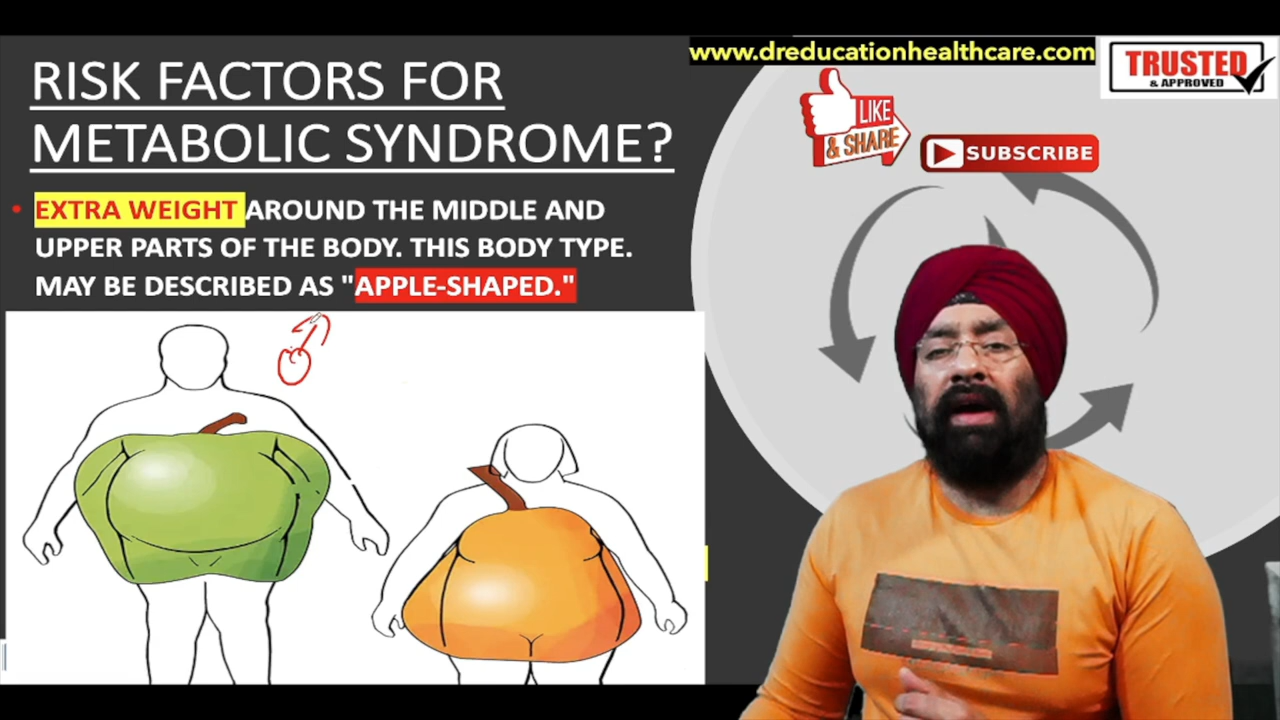 RISK FACTORS FOR
METABOLIC SYNDROME?
• EXTRA WEIGHT AROUND THE MIDDLE AND
UPPER PARTS OF THE BODY. THIS BODY TYPE.
MAY BE DESCRIBED AS "APPLE-SHAPED."
www.dreducationhealthcare.com
TRUSTED
& APPROVED
LIKE
& SHARE
SUBSCRIBE